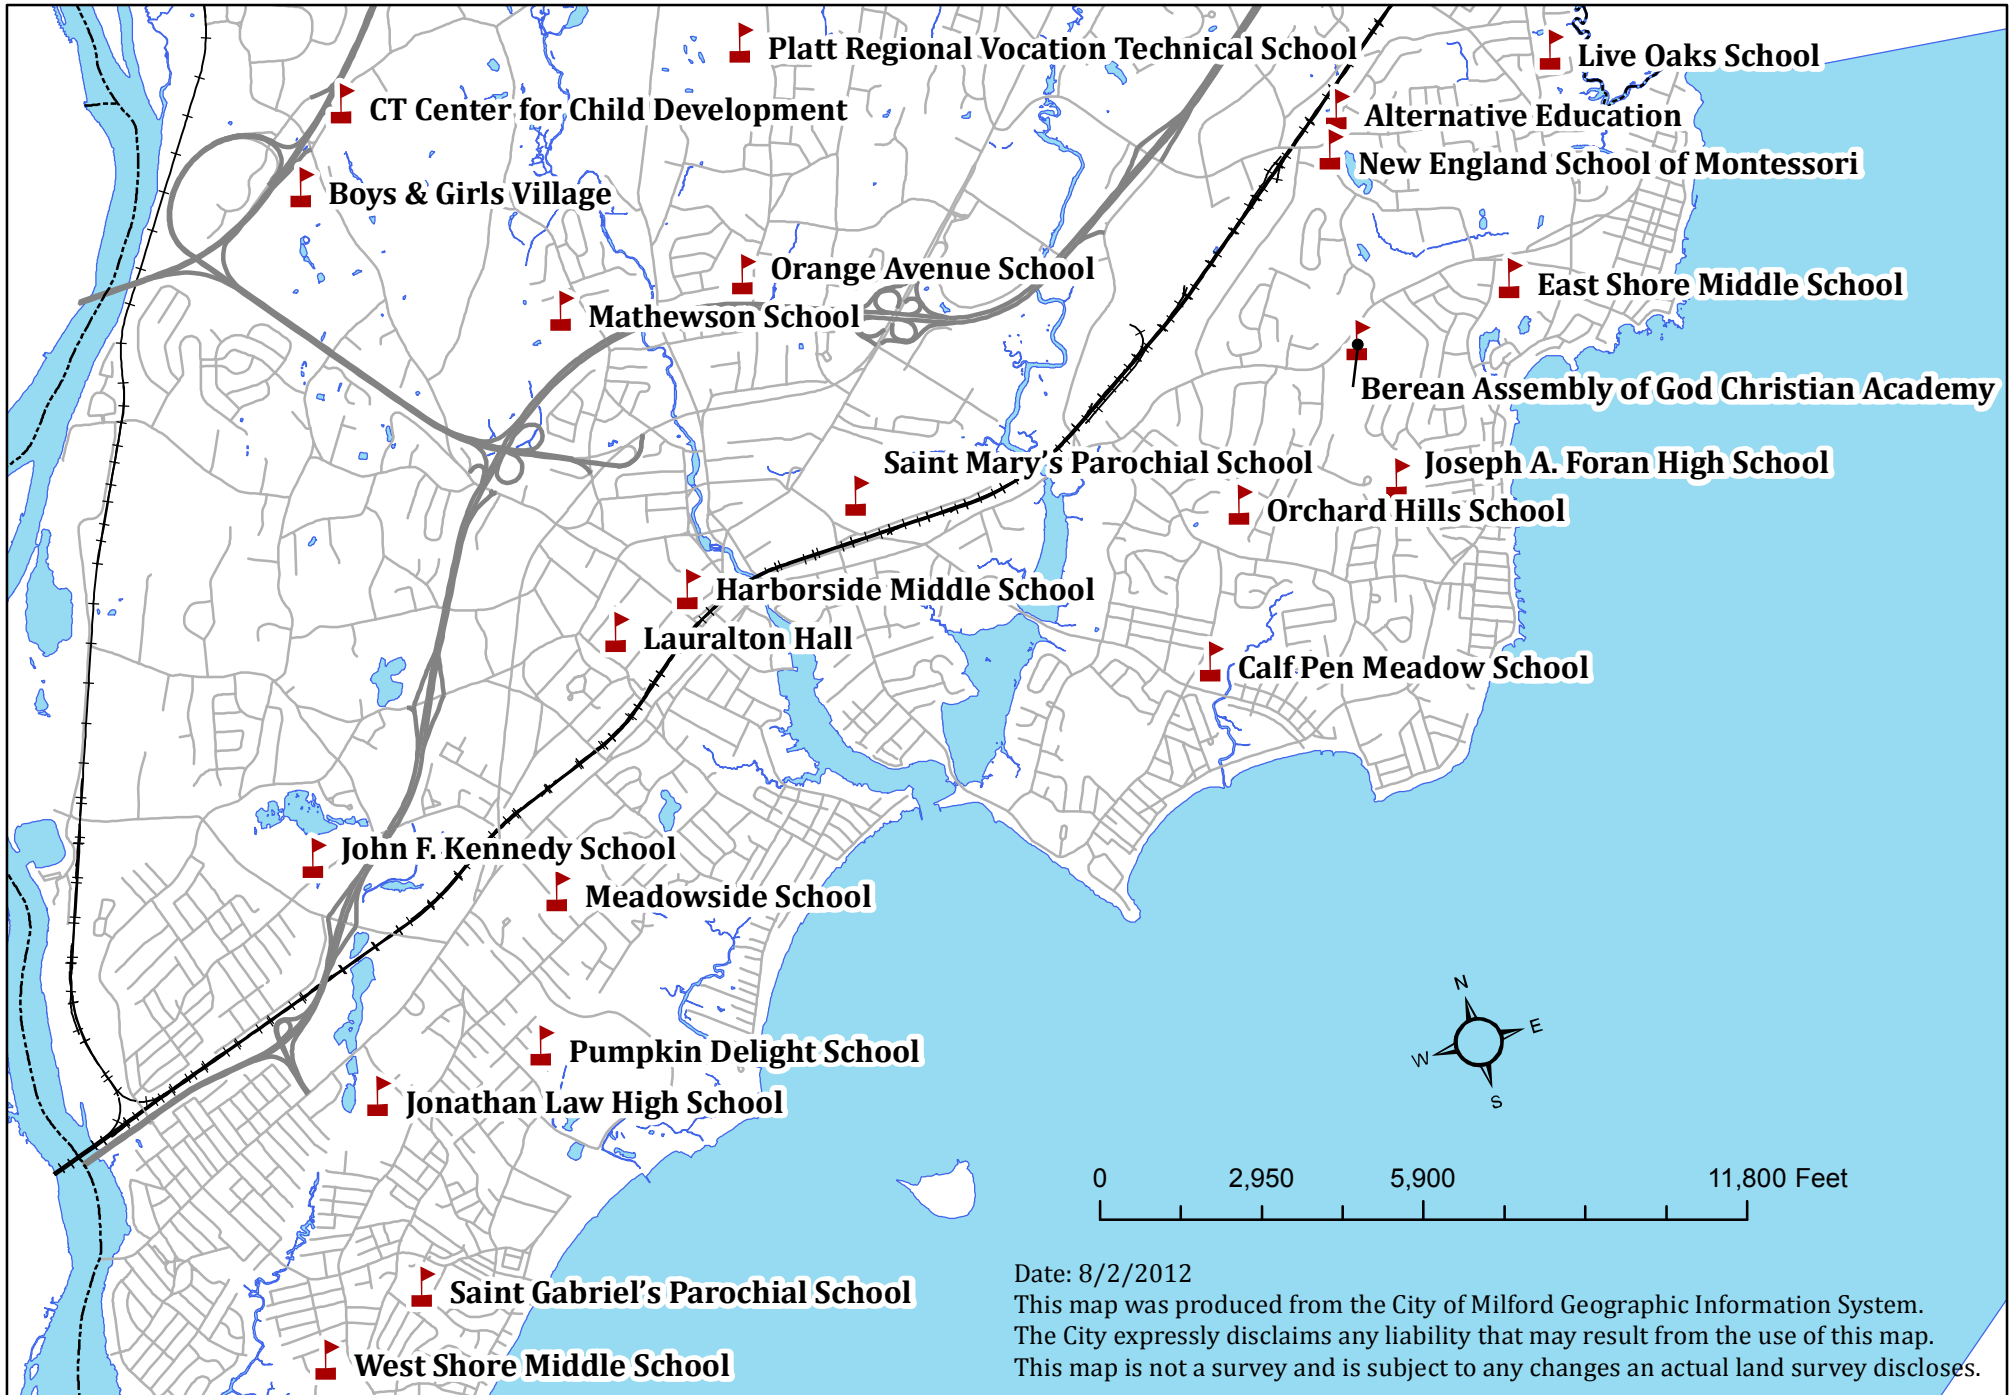 Platt Regional Vocation Technical School
Live Oaks School
CT Center for Child Development
Alternative Education
New England School of Montessori
Boys & Girls Village
Orange Avenue School
East Shore Middle School
Mathewson School
Berean Assembly of God Christian Academy
Saint Mary's Parochial School
Joseph A. Foran High School
Orchard Hills School
Harborside Middle School
Lauralton Hall
Calf Pen Meadow School
John F. Kennedy School
Meadowside School
N
E
W
S
Pumpkin Delight School
Jonathan Law High School
0 2,950 5,900 11,800 Feet
Saint Gabriel's Parochial School
West Shore Middle School
Date: 8/2/2012
This map was produced from the City of Milford Geographic Information System.
The City expressly disclaims any liability that may result from the use of this map.
This map is not a survey and is subject to any changes an actual land survey discloses.